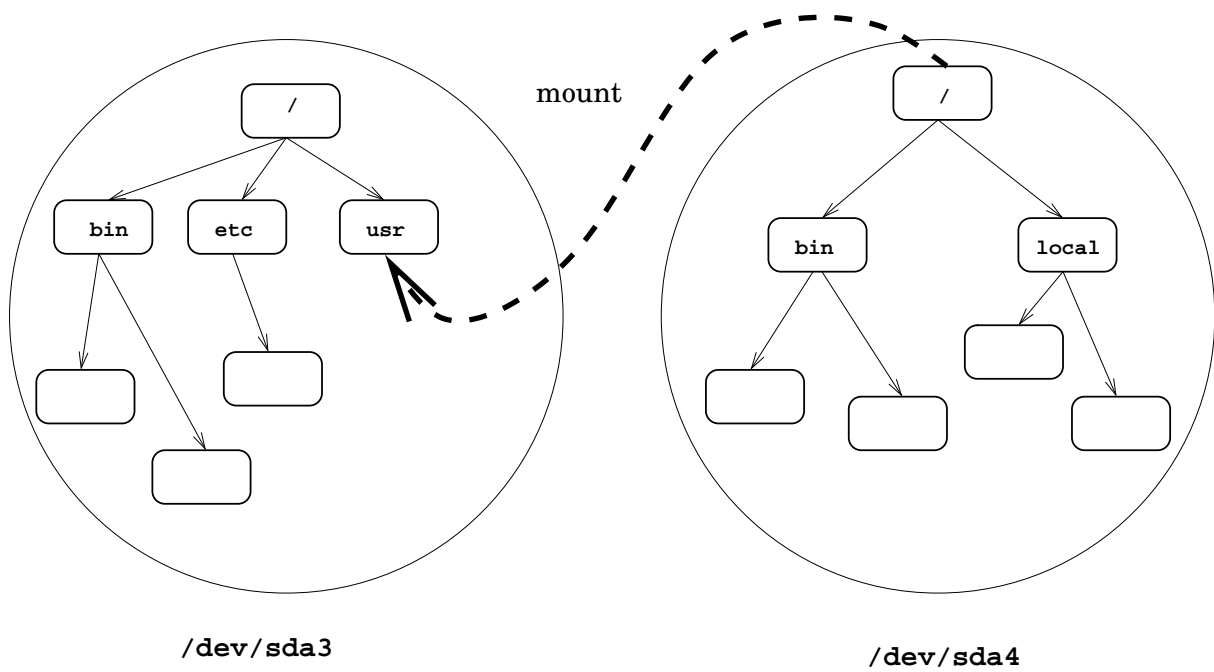 /
bin
etc
usr
/dev/sda3
mount
/
bin
local
/dev/sda4